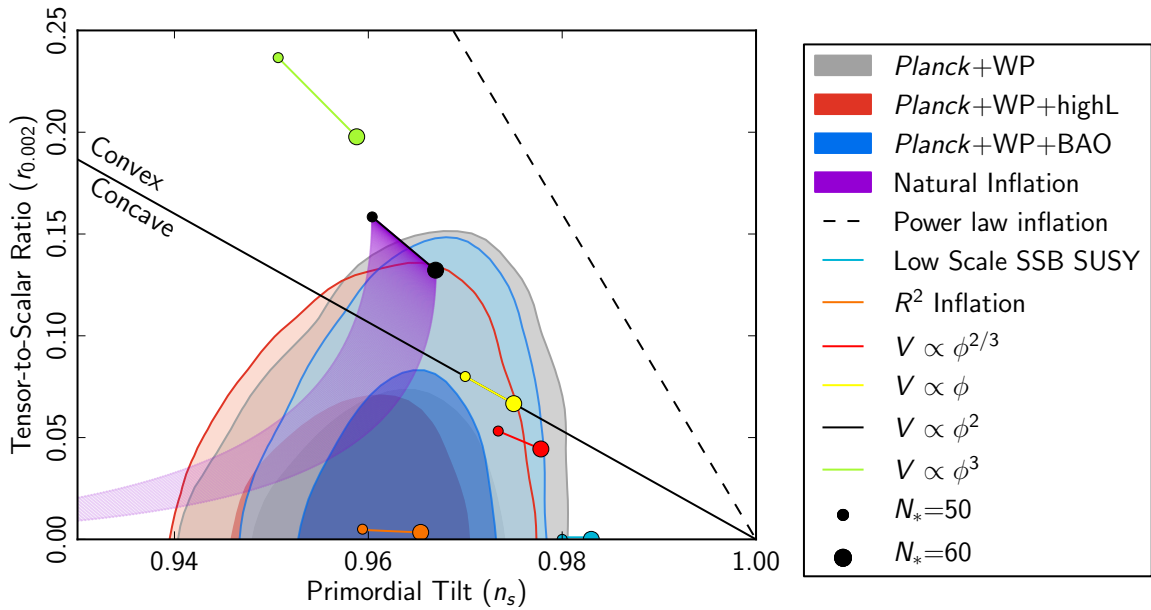 0.25
0.20
0.15
0.10
0.05
0.00
Tensor-to-Scalar Ratio (r₀.₀₀₂)
Convex
Concave
0.94
0.96
0.98
1.00
Primordial Tilt (nₛ)
Planck+WP
Planck+WP+highL
Planck+WP+BAO
Natural Inflation
Power law inflation
Low Scale SSB SUSY
R² Inflation
V ∝ ϕ²ᐟ³
V ∝ ϕ
V ∝ ϕ²
V ∝ ϕ³
N*=50
N*=60